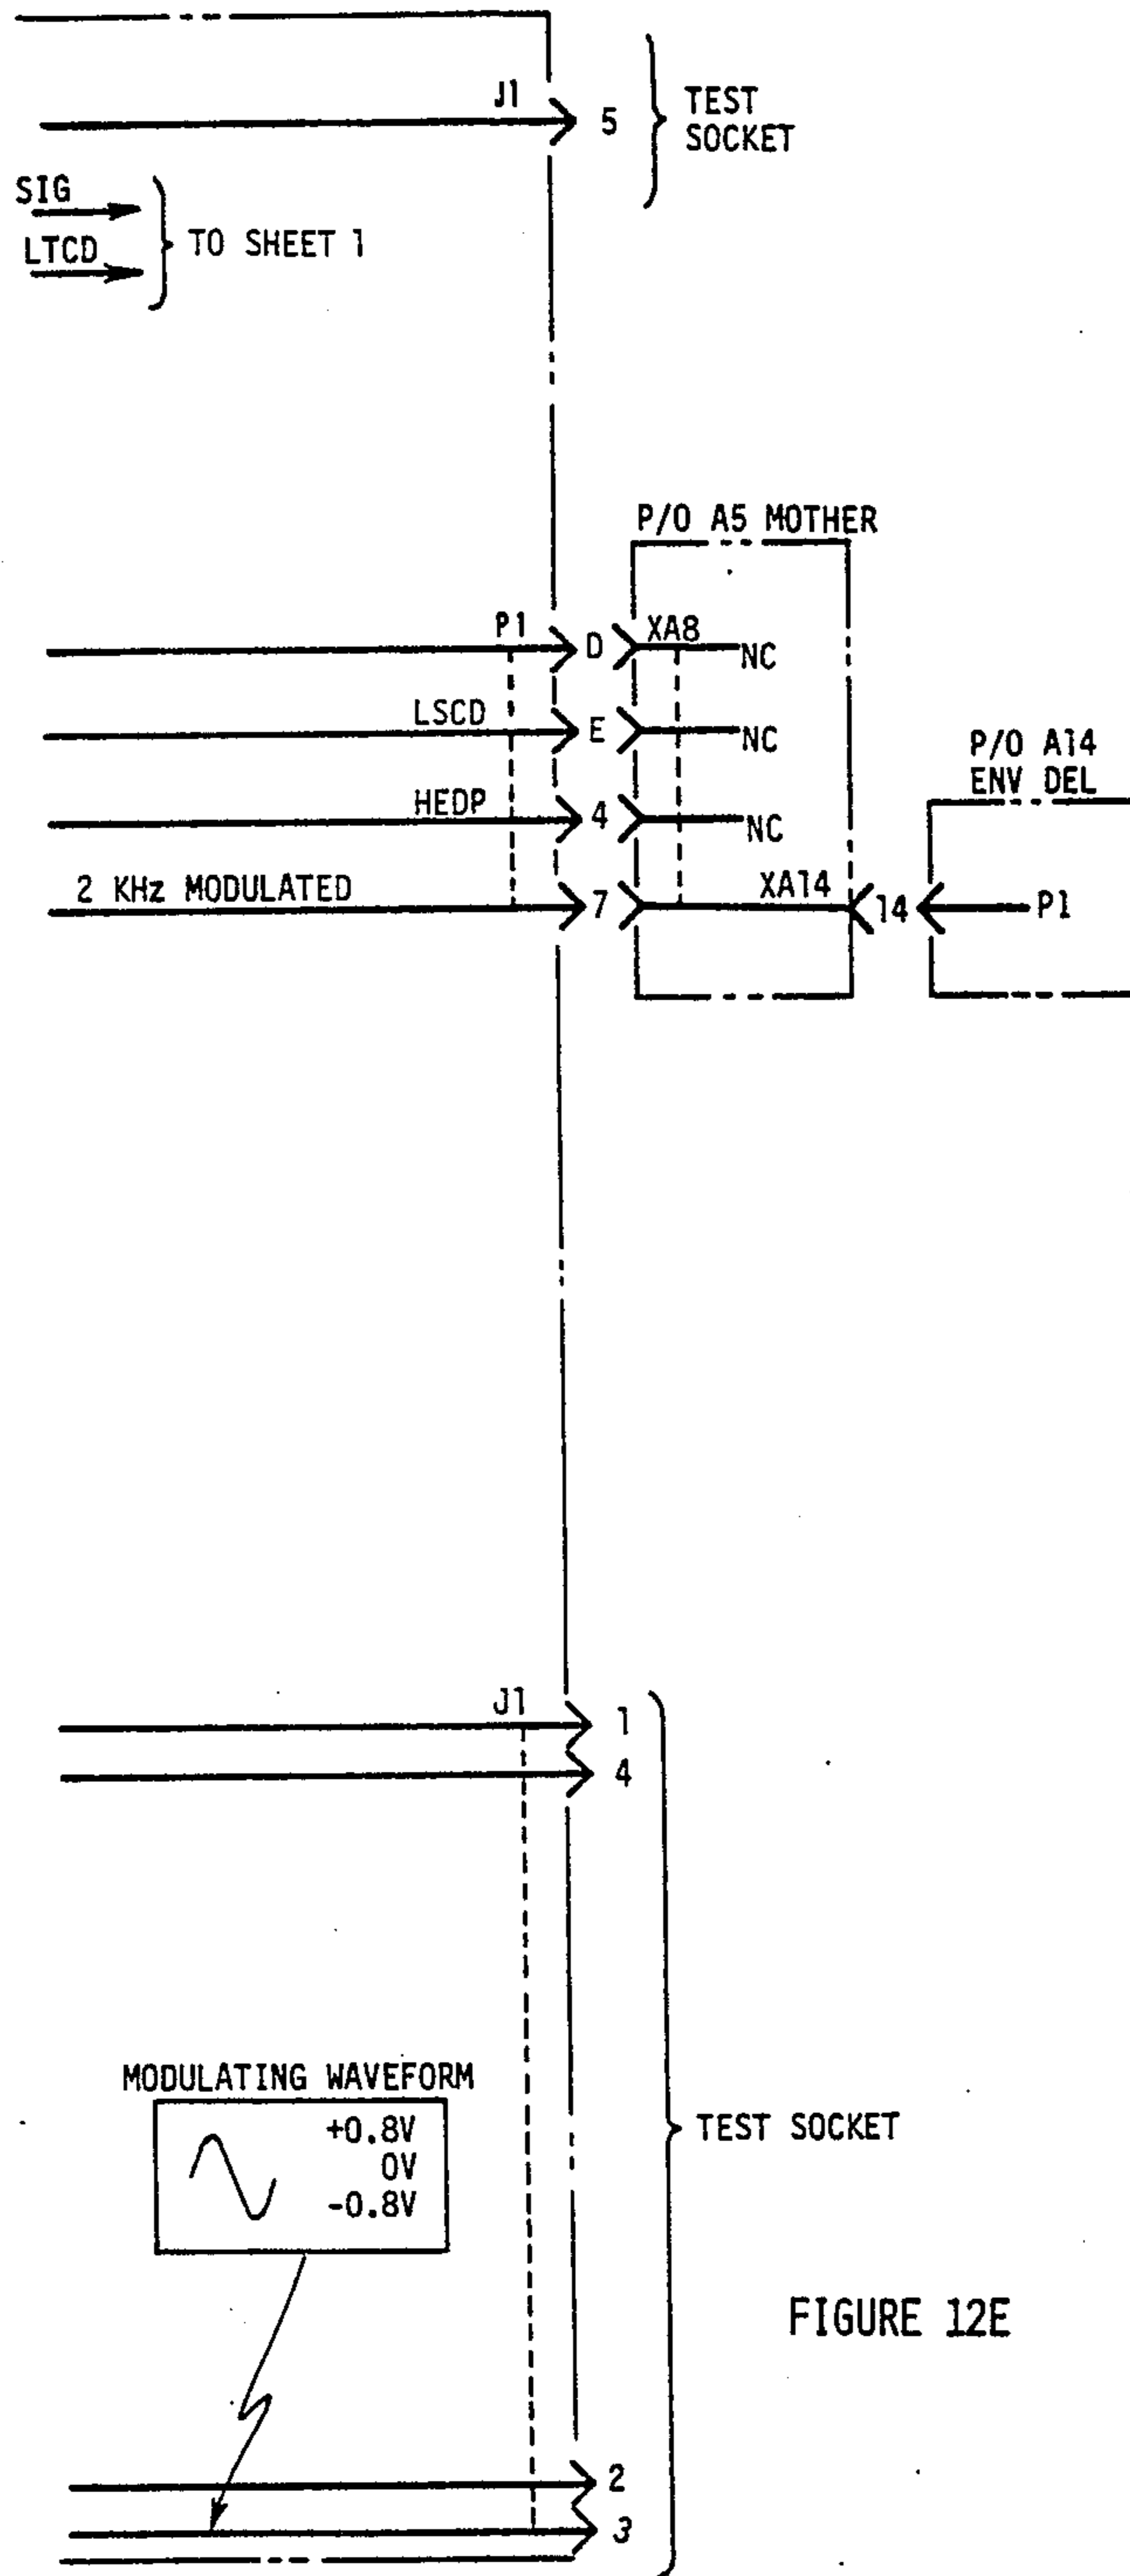 J1
5
TEST
SOCKET
SIG
LTCD
TO SHEET 1
P/O A5 MOTHER
P1
D
XA8
NC
LSCD
E
NC
P/O A14
ENV DEL
HEDP
4
NC
2 KHz MODULATED
7
XA14
14
P1
J1
1
4
MODULATING WAVEFORM
+0.8V
0V
-0.8V
TEST SOCKET
FIGURE 12E
2
3